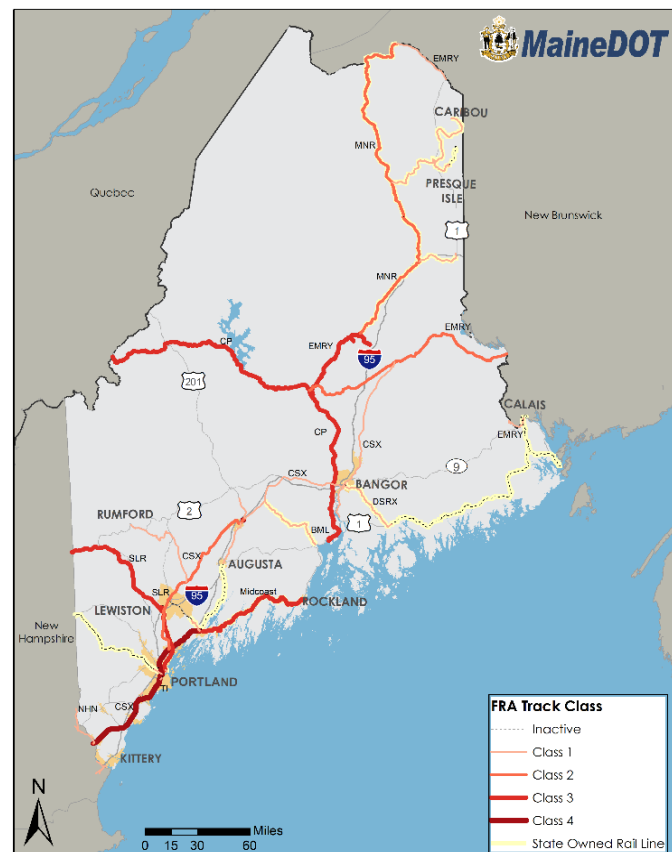 MaineDOT
EMRY
CARIBOU
MNR
PRESQUE
ISLE
Quebec
New Brunswick
1
MNR
EMRY
CP
EMRY
95
201
CALAIS
EMRY
CP
CSX
9
CSX
BANGOR
DSRX
2
RUMFORD
1
BML
CSX
SLR
AUGUSTA
SLR
95
Midcoast
ROCKLAND
LEWISTON
New
Hampshire
PORTLAND
TI
NHN
CSX
KITTERY
N
Miles
0 15 30 60
FRA Track Class
Inactive
Class 1
Class 2
Class 3
Class 4
State Owned Rail Line